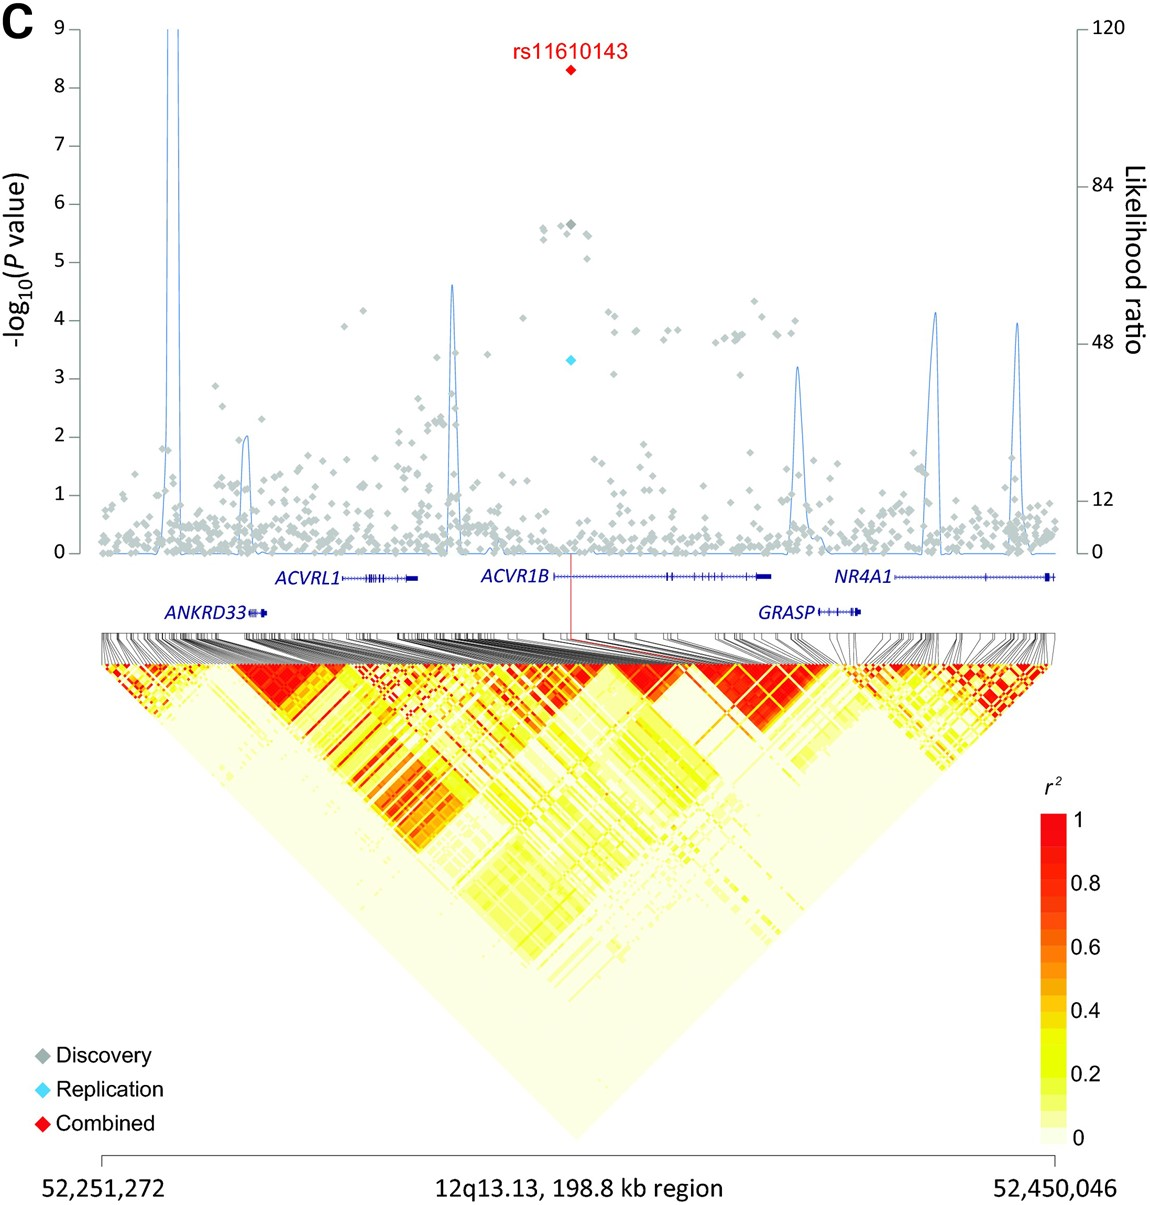 C
rs11610143
9
8
7
6
5
4
3
2
1
0
-log10(P value)
120
84
48
12
0
Likelihood ratio
ACVRL1 ACVR1B NR4A1
ANKRD33 GRASP
r²
1
0.8
0.6
0.4
0.2
0
Discovery
Replication
Combined
52,251,272 12q13.13, 198.8 kb region 52,450,046